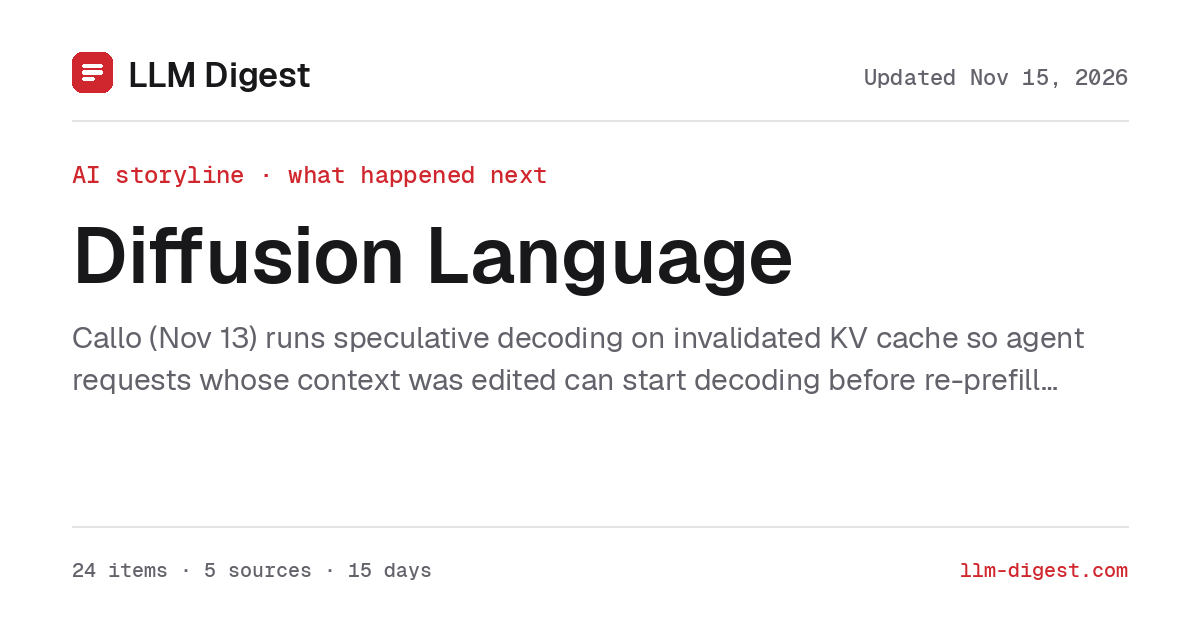 LLM Digest
Updated Nov 15, 2026
AI storyline · what happened next
Diffusion Language
Callo (Nov 13) runs speculative decoding on invalidated KV cache so agent
requests whose context was edited can start decoding before re-prefill…
24 items · 5 sources · 15 days
llm-digest.com